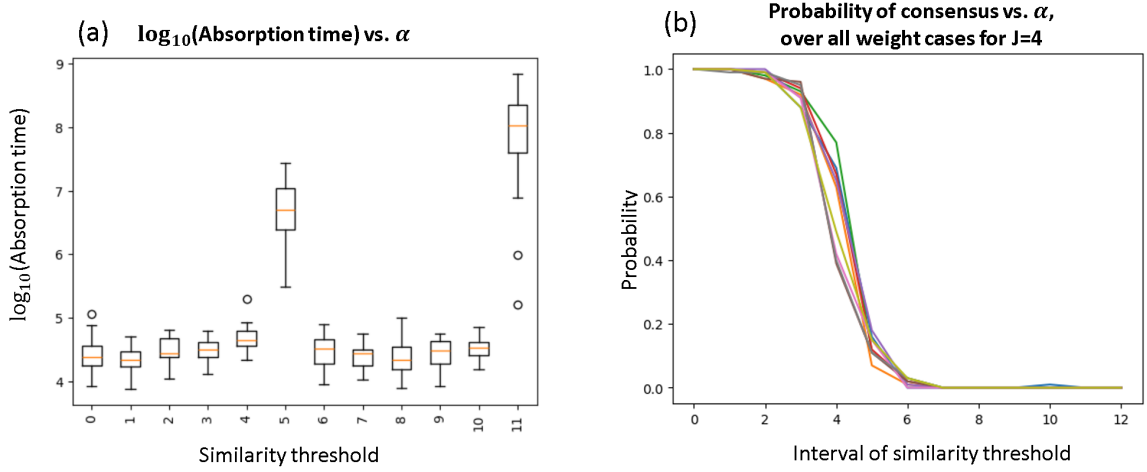 (a)
log₁₀(Absorption time) vs. α
9
8
7
6
5
4
log₁₀(Absorption time)
0 1 2 3 4 5 6 7 8 9 10 11
Similarity threshold
(b)
Probability of consensus vs. α,
over all weight cases for J=4
1.0
0.8
0.6
0.4
0.2
0.0
Probability
0 2 4 6 8 10 12
Interval of similarity threshold